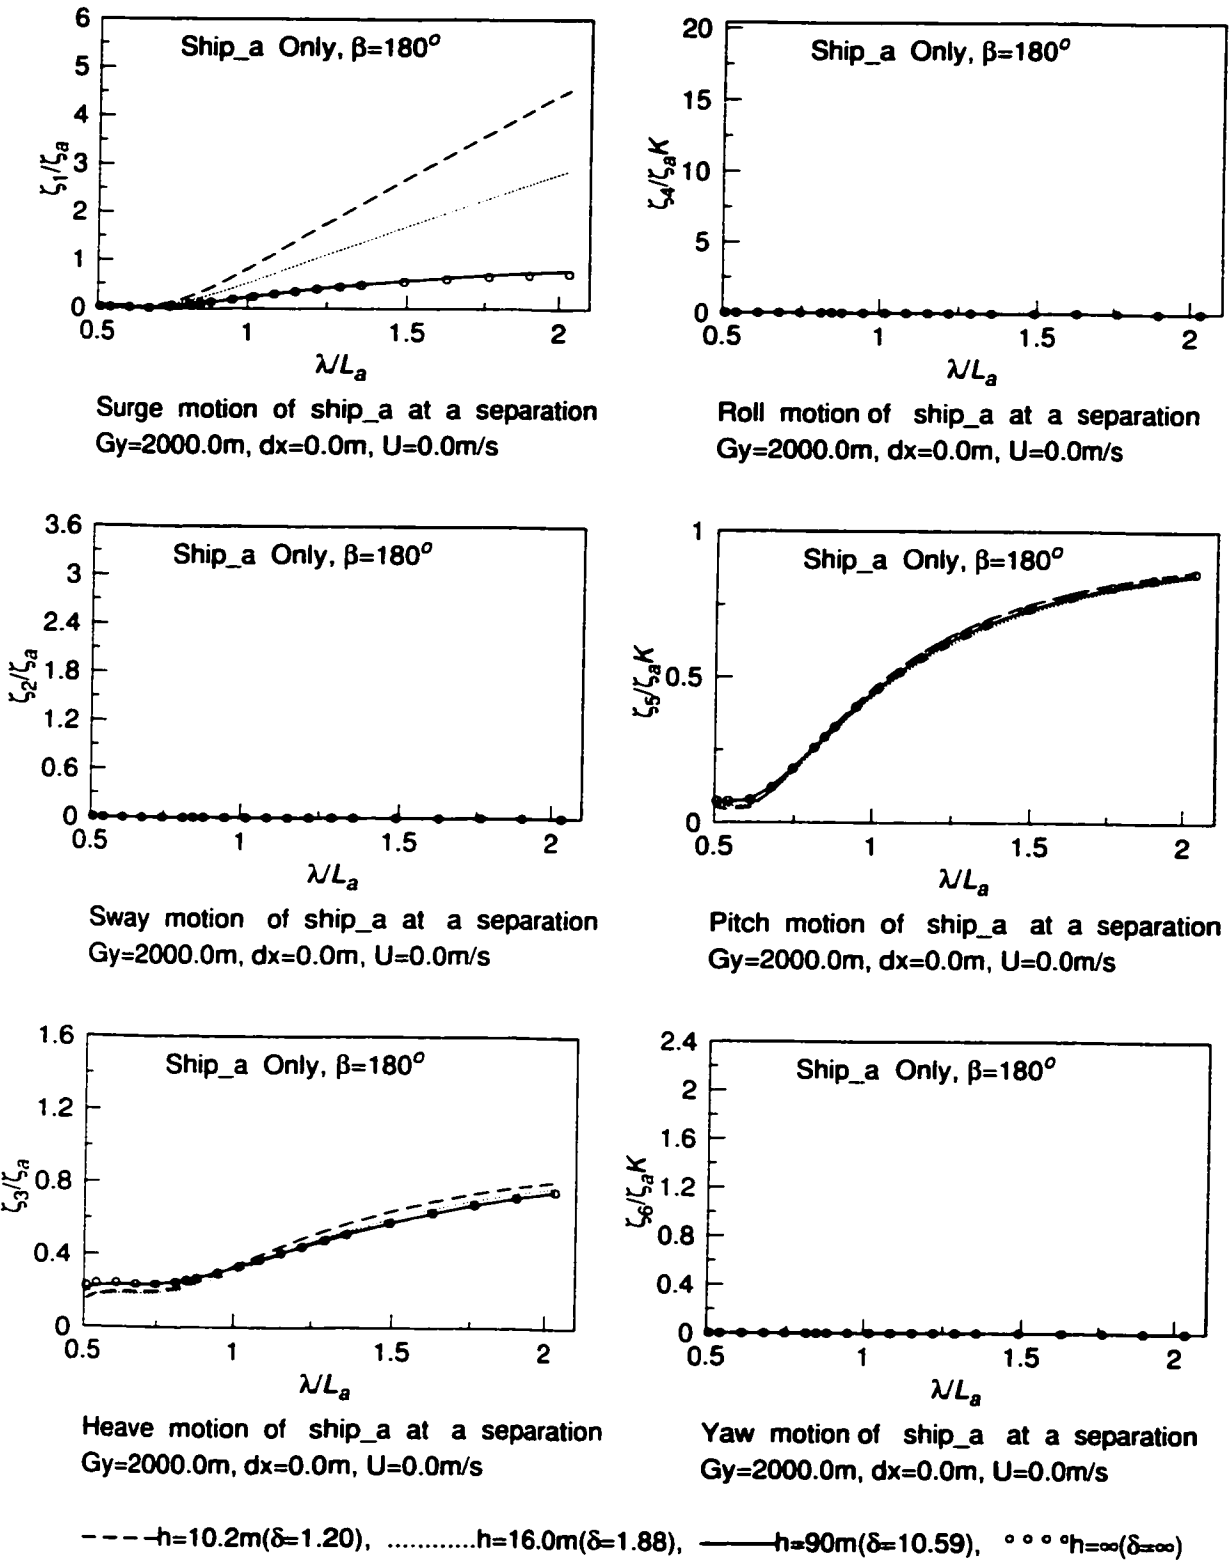 6
5
4
3
2
1
0
ζ1/ζa
Ship_a Only, β=180°
0.5 1 1.5 2
λ/La
Surge motion of ship_a at a separation
Gy=2000.0m, dx=0.0m, U=0.0m/s
20
15
10
5
0
ζ4/ζaK
Ship_a Only, β=180°
0.5 1 1.5 2
λ/La
Roll motion of ship_a at a separation
Gy=2000.0m, dx=0.0m, U=0.0m/s
3.6
3
2.4
1.8
1.2
0.6
0
ζ2/ζa
Ship_a Only, β=180°
0.5 1 1.5 2
λ/La
Sway motion of ship_a at a separation
Gy=2000.0m, dx=0.0m, U=0.0m/s
1
0.5
0
ζ5/ζaK
Ship_a Only, β=180°
0.5 1 1.5 2
λ/La
Pitch motion of ship_a at a separation
Gy=2000.0m, dx=0.0m, U=0.0m/s
1.6
1.2
0.8
0.4
0
ζ3/ζa
Ship_a Only, β=180°
0.5 1 1.5 2
λ/La
Heave motion of ship_a at a separation
Gy=2000.0m, dx=0.0m, U=0.0m/s
2.4
2
1.6
1.2
0.8
0.4
0
ζ6/ζaK
Ship_a Only, β=180°
0.5 1 1.5 2
λ/La
Yaw motion of ship_a at a separation
Gy=2000.0m, dx=0.0m, U=0.0m/s
h=10.2m(δ=1.20), h=16.0m(δ=1.88), h=90m(δ=10.59), h=∞(δ=∞)